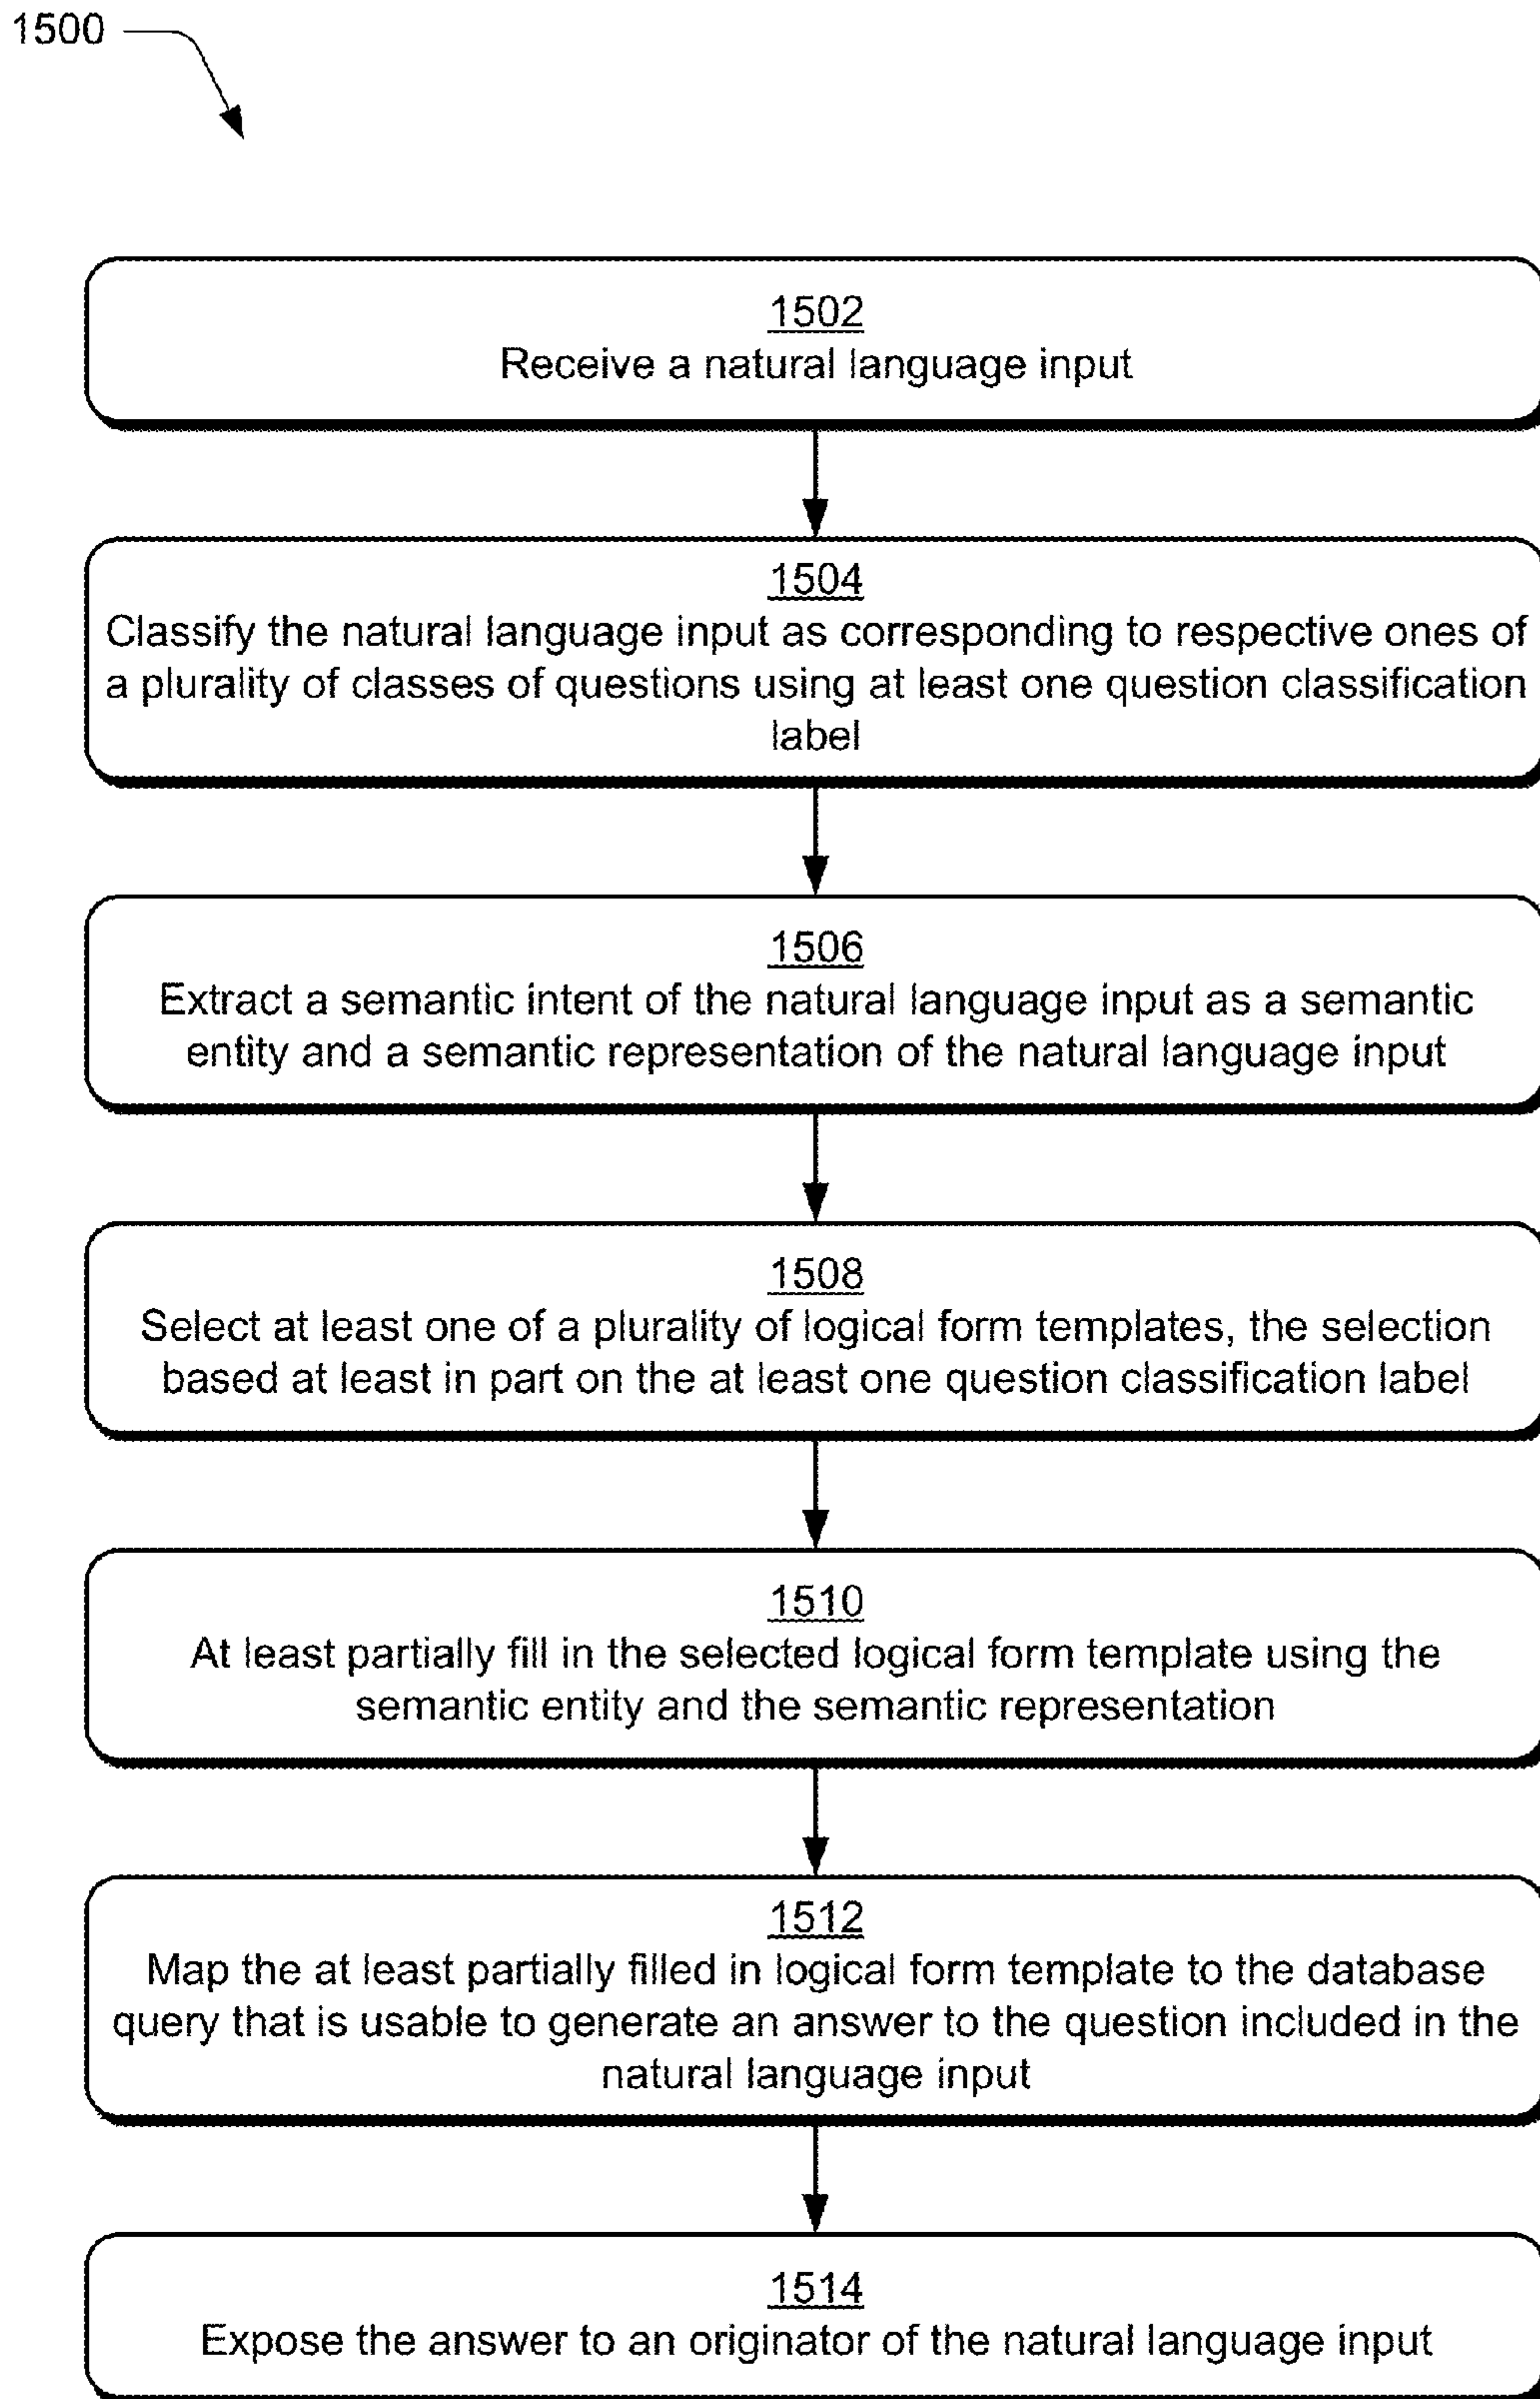 1500
1502
Receive a natural language input
1504
Classify the natural language input as corresponding to respective ones of
a plurality of classes of questions using at least one question classification
label
1506
Extract a semantic intent of the natural language input as a semantic
entity and a semantic representation of the natural language input
1508
Select at least one of a plurality of logical form templates, the selection
based at least in part on the at least one question classification label
1510
At least partially fill in the selected logical form template using the
semantic entity and the semantic representation
1512
Map the at least partially filled in logical form template to the database
query that is usable to generate an answer to the question included in the
natural language input
1514
Expose the answer to an originator of the natural language input